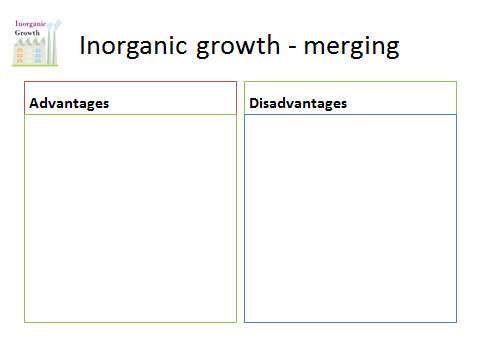 Inorganic
Growth
Inorganic growth - merging
Advantages
Disadvantages